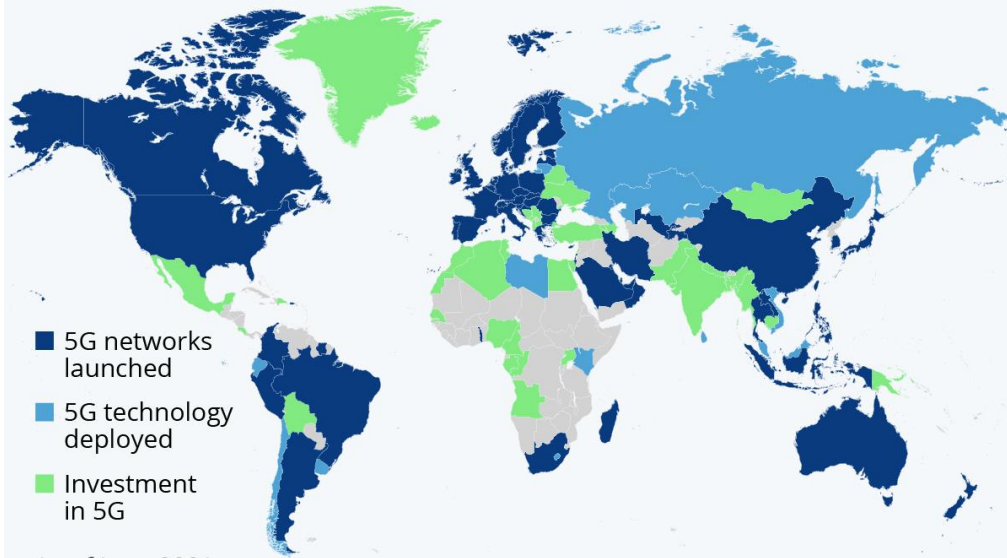 5G networks
launched
5G technology
deployed
Investment
in 5G